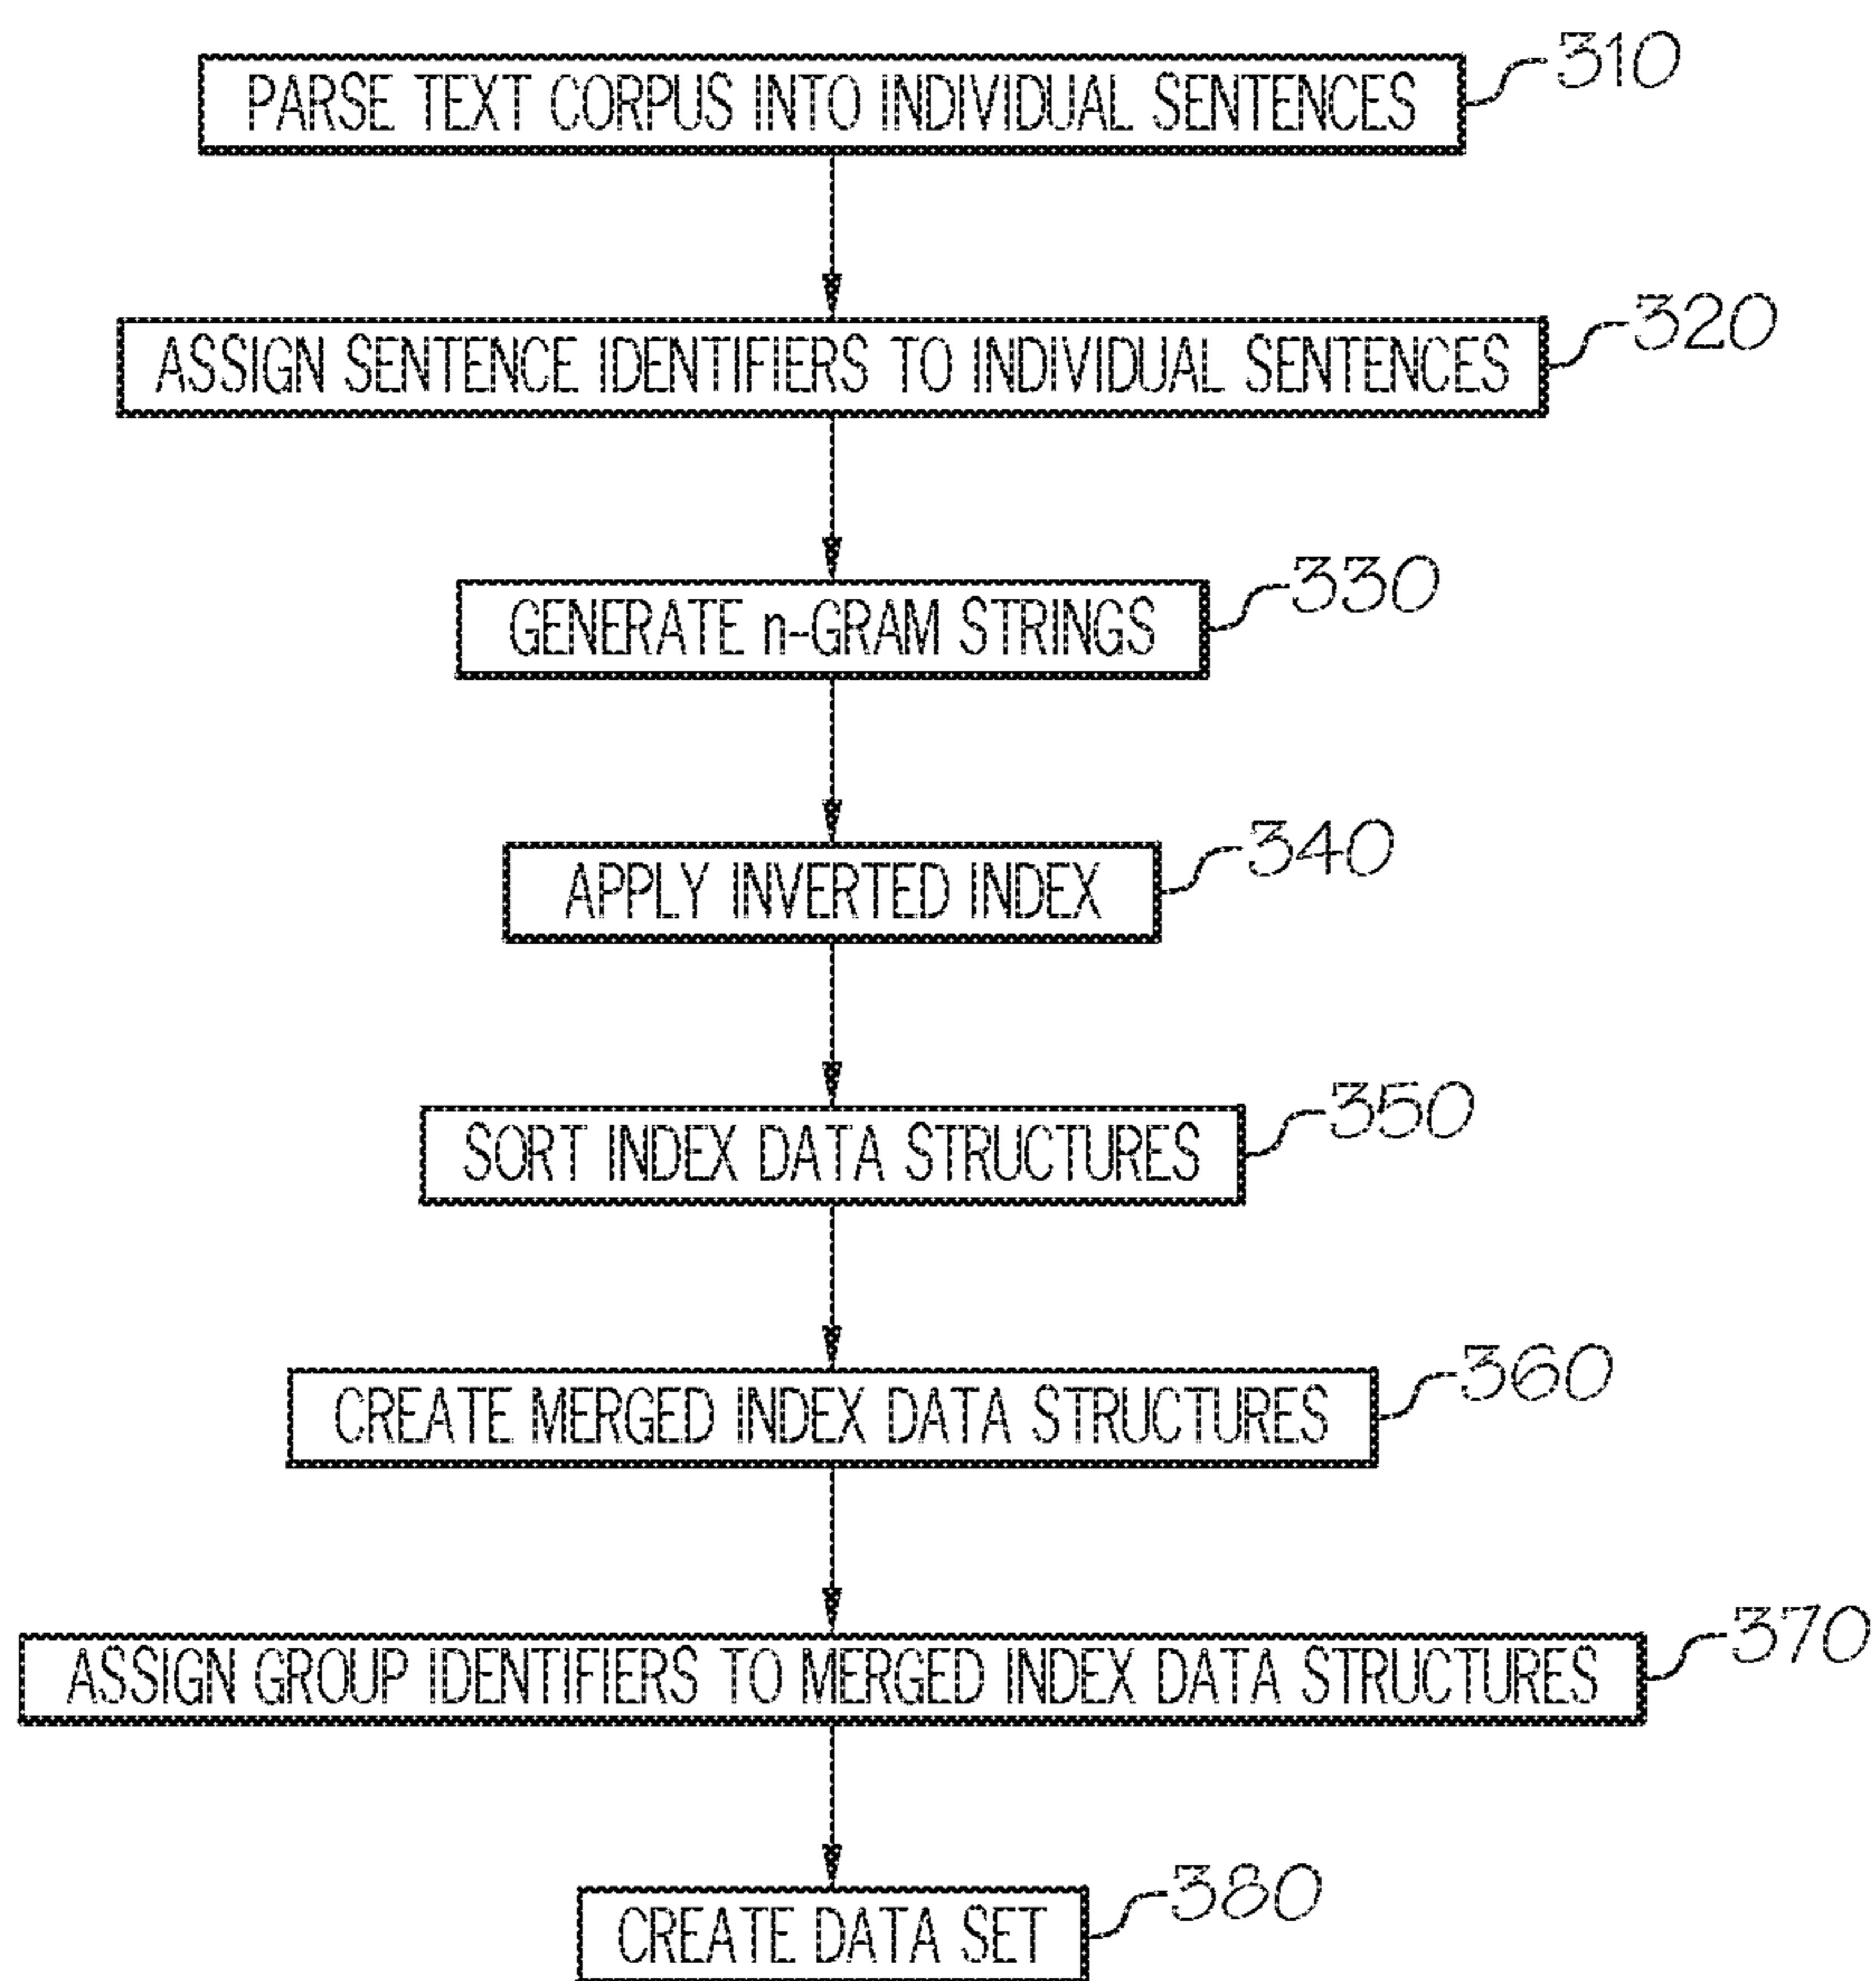 PARSE TEXT CORPUS INTO INDIVIDUAL SENTENCES 310
ASSIGN SENTENCE IDENTIFIERS TO INDIVIDUAL SENTENCES 320
GENERATE n-GRAM STRINGS 330
APPLY INVERTED INDEX 340
SORT INDEX DATA STRUCTURES 350
CREATE MERGED INDEX DATA STRUCTURES 360
ASSIGN GROUP IDENTIFIERS TO MERGED INDEX DATA STRUCTURES 370
CREATE DATA SET 380